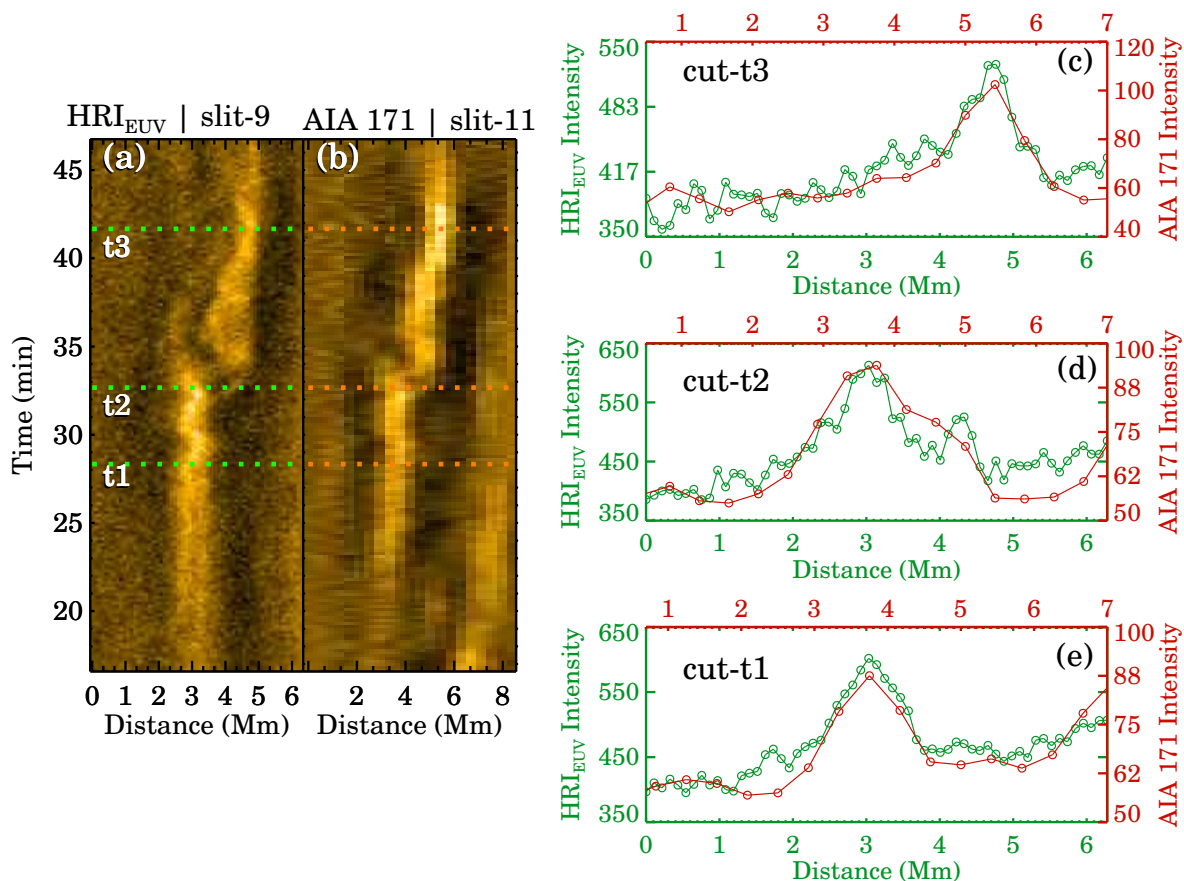 HRI_EUV | slit-9
AIA 171 | slit-11
(a)
(b)
45
40
35
30
25
20
Time (min)
t3
t2
t1
0 1 2 3 4 5 6
2 4 6 8
Distance (Mm)
Distance (Mm)
1 2 3 4 5 6 7
cut-t3
(c)
550
483
417
350
HRI_EUV Intensity
120
100
80
60
40
AIA 171 Intensity
0 1 2 3 4 5 6
Distance (Mm)
1 2 3 4 5 6 7
cut-t2
(d)
650
550
450
350
HRI_EUV Intensity
100
88
75
62
50
AIA 171 Intensity
0 1 2 3 4 5 6
Distance (Mm)
1 2 3 4 5 6 7
cut-t1
(e)
650
550
450
350
HRI_EUV Intensity
100
88
75
62
50
AIA 171 Intensity
0 1 2 3 4 5 6
Distance (Mm)